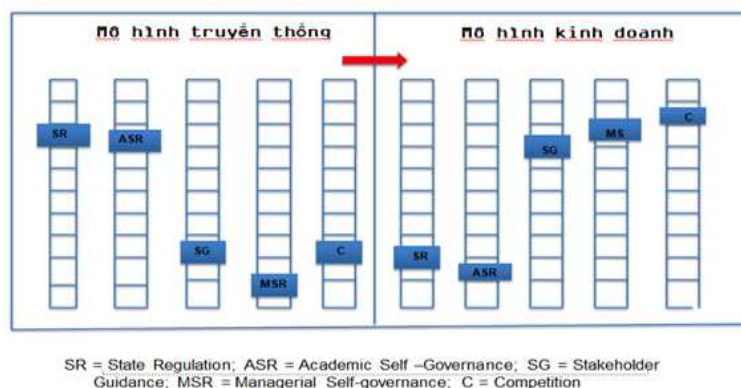 Mô hình truyền thống
Mô hình kinh doanh
SR
ASR
SG
MSR
C
SR
ASR
SG
MS
C
SR = State Regulation; ASR = Academic Self –Governance; SG = Stakeholder
Guidance; MSR = Managerial Self-governance; C = Competition